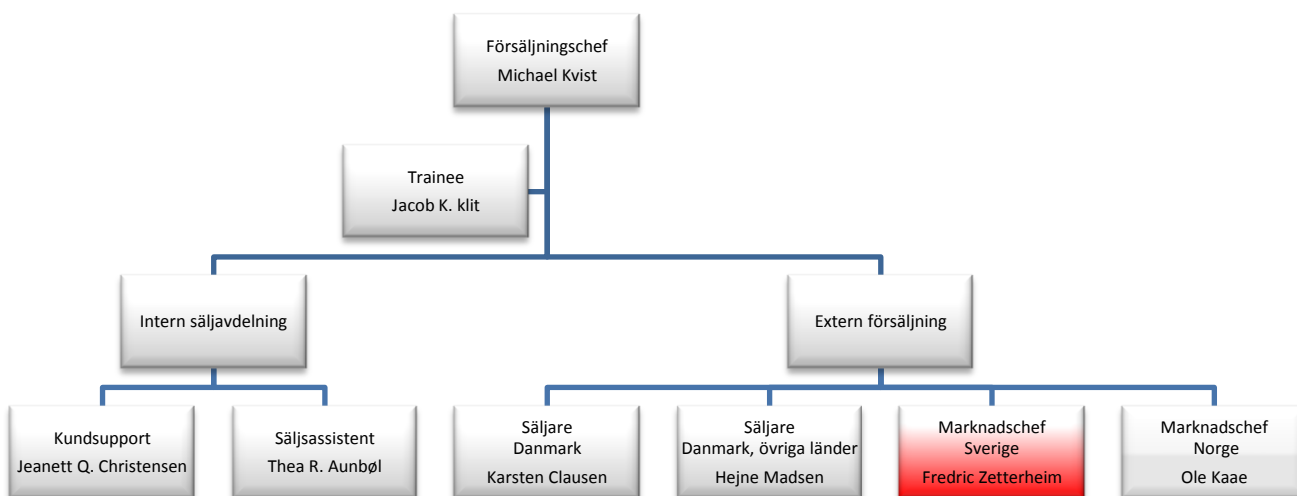 Försäljningschef
Michael Kvist
Trainee
Jacob K. klit
Intern säljavdelning
Extern försäljning
Kundsupport
Jeanett Q. Christensen
Säljsassistent
Thea R. Aunbøl
Säljare
Danmark
Karsten Clausen
Säljare
Danmark, övriga länder
Hejne Madsen
Marknadschef
Sverige
Fredric Zetterheim
Marknadschef
Norge
Ole Kaae